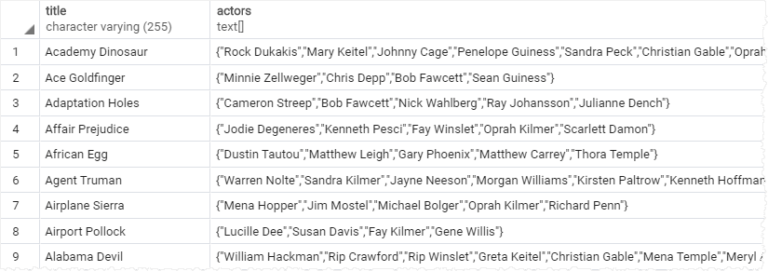 title actors
character varying (255) text[]
1 Academy Dinosaur {"Rock Dukakis","Mary Keitel","Johnny Cage","Penelope Guiness","Sandra Peck","Christian Gable","Oprah
2 Ace Goldfinger {"Minnie Zellweger","Chris Depp","Bob Fawcett","Sean Guiness"}
3 Adaptation Holes {"Cameron Streep","Bob Fawcett","Nick Wahlberg","Ray Johansson","Julianne Dench"}
4 Affair Prejudice {"Jodie Degeneres","Kenneth Pesci","Fay Winslet","Oprah Kilmer","Scarlett Damon"}
5 African Egg {"Dustin Tautou","Matthew Leigh","Gary Phoenix","Matthew Carrey","Thora Temple"}
6 Agent Truman {"Warren Nolte","Sandra Kilmer","Jayne Neeson","Morgan Williams","Kirsten Paltrow","Kenneth Hoffman
7 Airplane Sierra {"Mena Hopper","Jim Mostel","Michael Bolger","Oprah Kilmer","Richard Penn"}
8 Airport Pollock {"Lucille Dee","Susan Davis","Fay Kilmer","Gene Willis"}
9 Alabama Devil {"William Hackman","Rip Crawford","Rip Winslet","Greta Keitel","Christian Gable","Mena Temple","Meryl